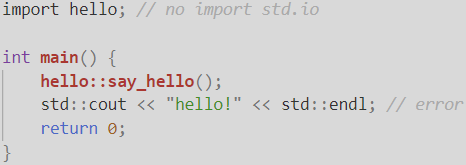 import hello; // no import std.io
int main() {
    hello::say_hello();
    std::cout << "hello!" << std::endl; // error
    return 0;
}